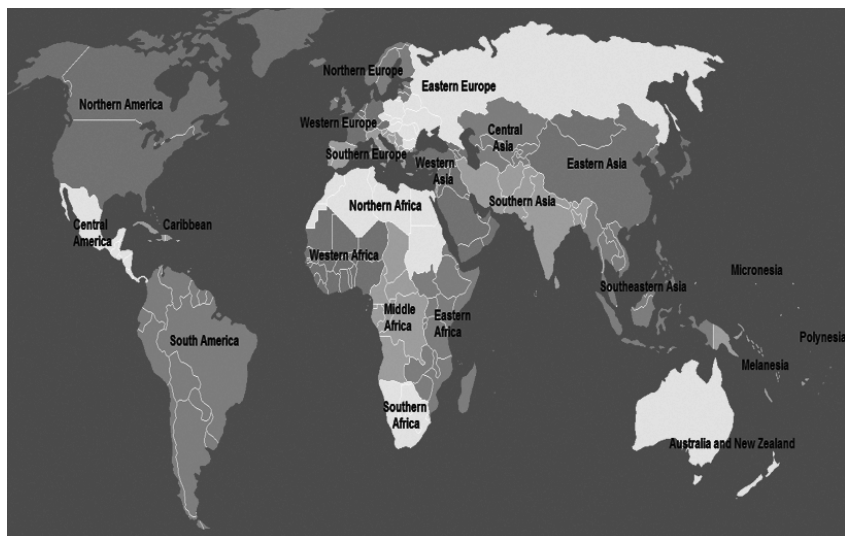 Northern Europe
Eastern Europe
Northern America
Western Europe
Central
Asia
Southern Europe
Western
Asia
Eastern Asia
Southern Asia
Northern Africa
Central
America
Caribbean
Western Africa
Micronesia
Southeastern Asia
Middle
Africa
Eastern
Africa
South America
Polynesia
Melanesia
Southern
Africa
Australia and New Zealand